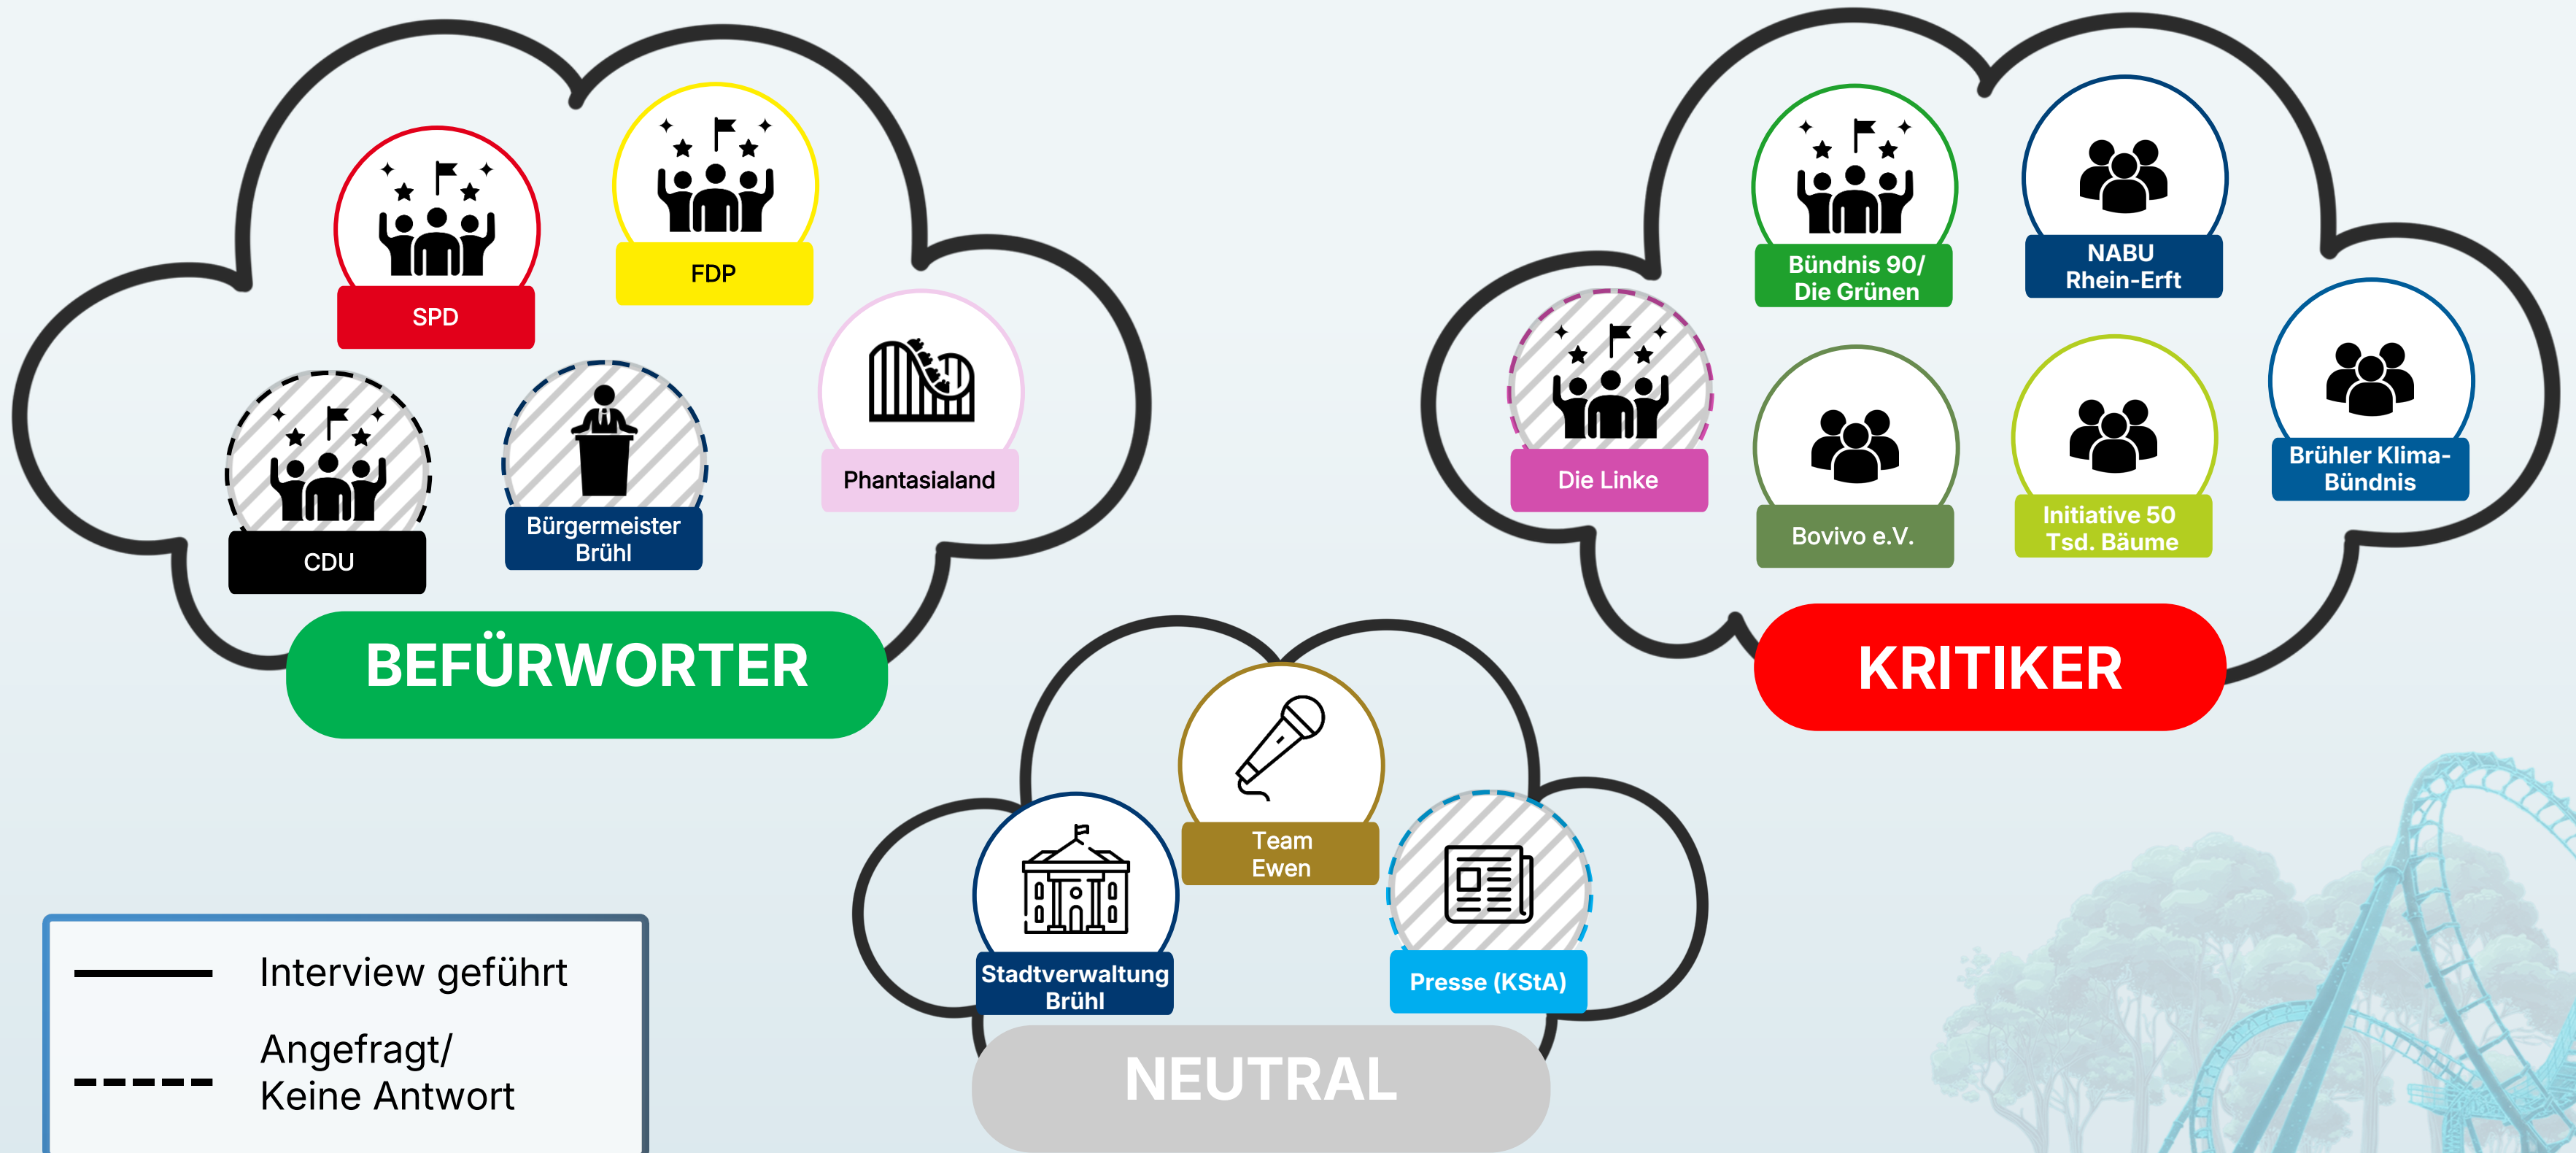 SPD
FDP
Phantasialand
CDU
Bürgermeister
Brühl
BEFÜRWORTER
Bündnis 90/
Die Grünen
NABU
Rhein-Erft
Die Linke
Bovivo e.V.
Initiative 50
Tsd. Bäume
Brühler Klima-
Bündnis
KRITIKER
Team
Ewen
Stadtverwaltung
Brühl
Presse (KStA)
NEUTRAL
Interview geführt
Angefragt/
Keine Antwort